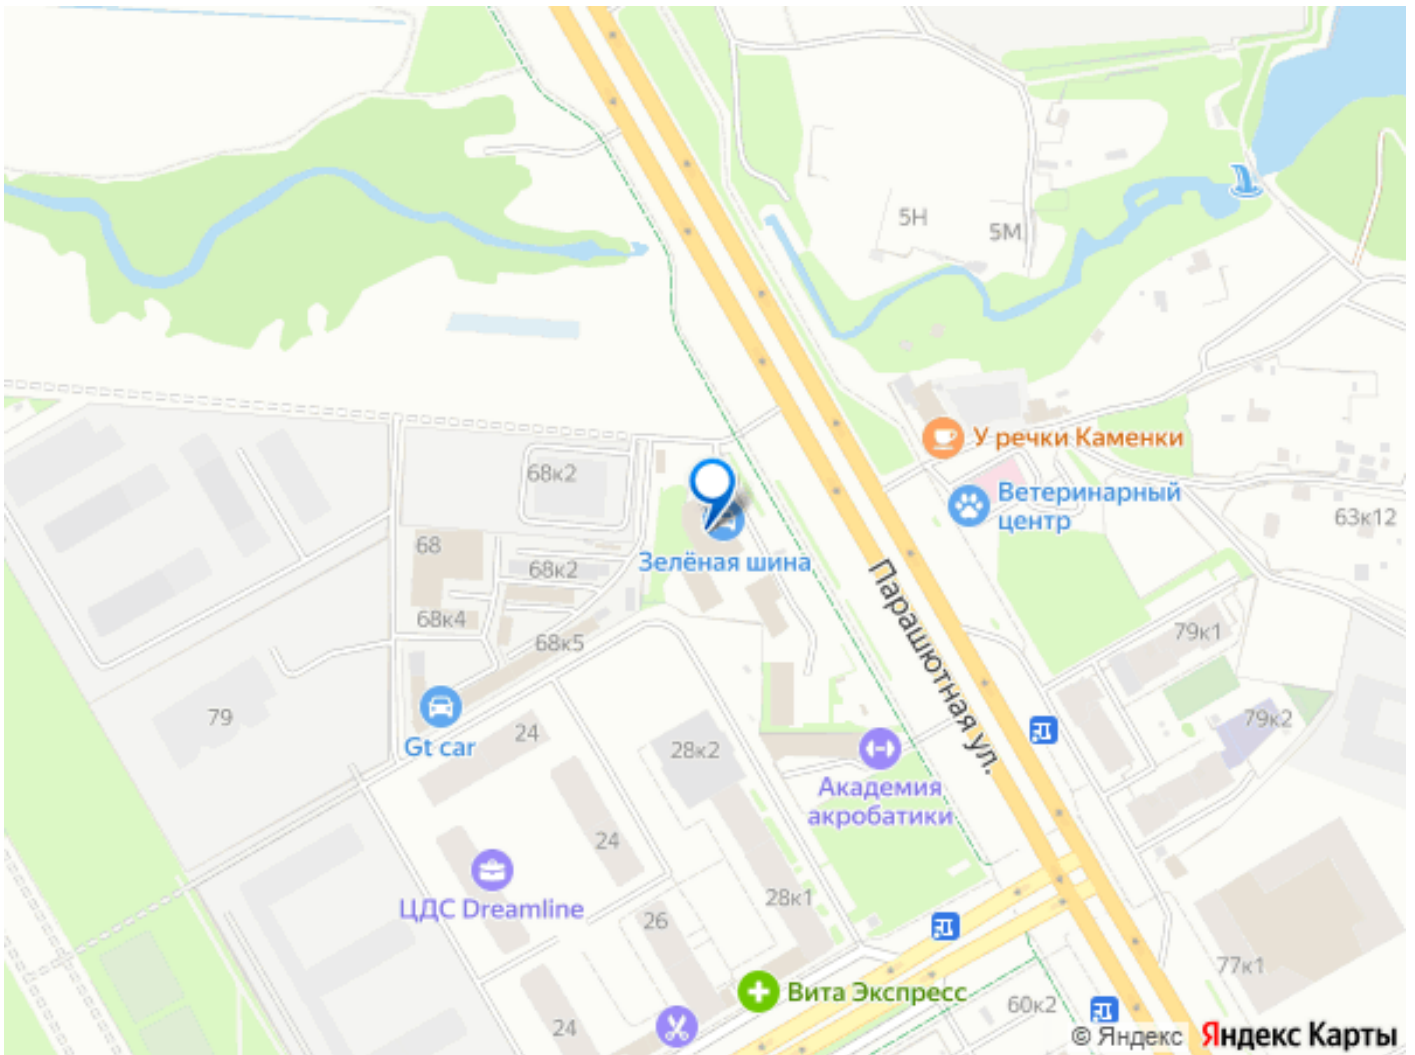 5Н
5М
У речки Каменки
68к2
Ветеринарный
центр
63к12
68
Зелёная шина
68к2
68к4
68к5
Парашютная ул.
79к1
79
Gt car
24
28к2
79к2
Академия
акробатики
24
ЦДС Dreamline
28к1
26
77к1
Вита Экспресс
60к2
24
© Яндекс Яндекс Карты